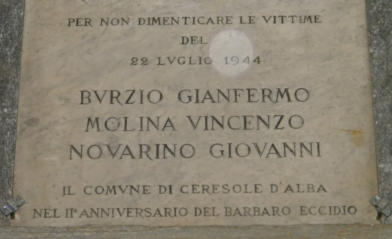 PER NON DIMENTICARE LE VITTIME
DEL
22 LVGLIO 1944
BVRZIO GIANFERMO
MOLINA VINCENZO
NOVARINO GIOVANNI
IL COMVNE DI CERESOLE D'ALBA
NEL II° ANNIVERSARIO DEL BARBARO ECCIDIO